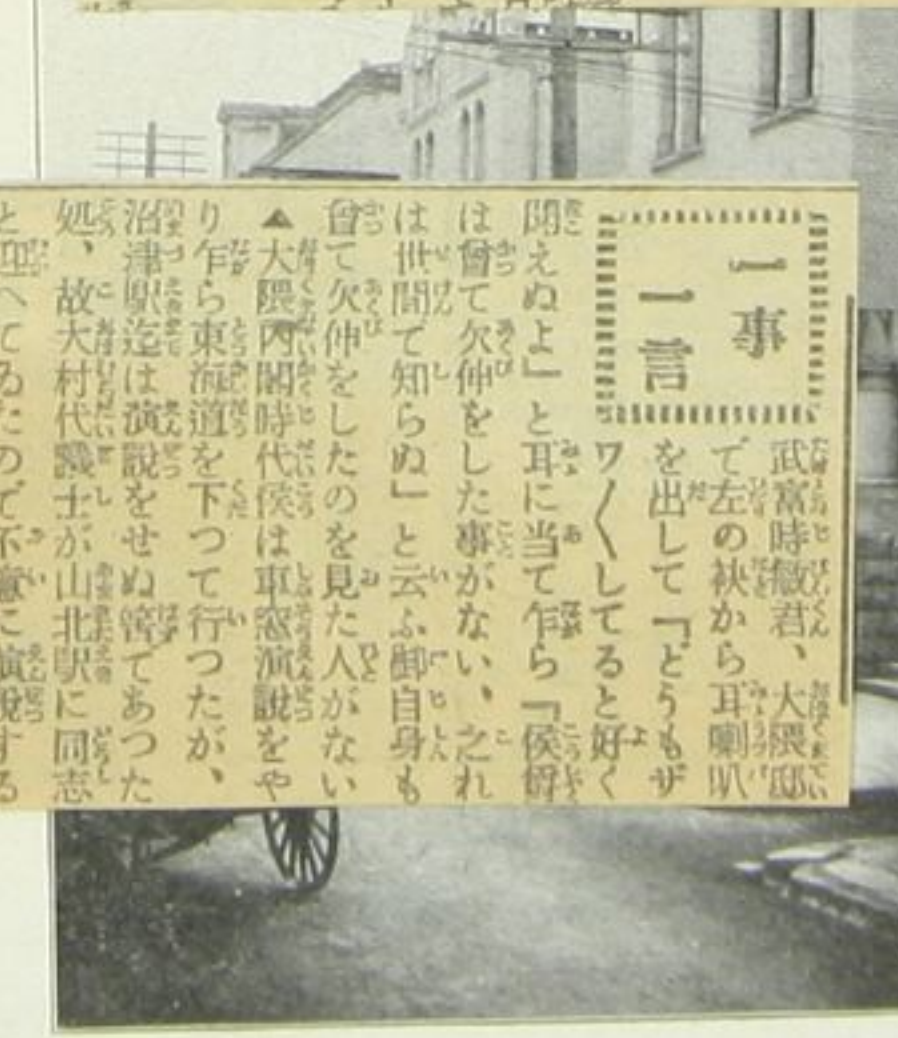 一事
一言
武富時敏君、大隈邸
で左の袂から耳喇叭
を出して『どうもザ
ワ〳〵してると好く
聞えぬよ』と耳に当て乍ら『侯爵
は曾て欠伸をした事がない、之れ
は世間で知らぬ』と云ふ御自身も
曾て欠伸をしたのを見た人がない
▲大隈内閣時代侯は車窓演説をや
り乍ら東海道を下つて行つたが、
沼津駅迄は演説をせぬ筈であつた
処、故大村代議士が山北駅に同志
と迎へてゐたので不意に演説する